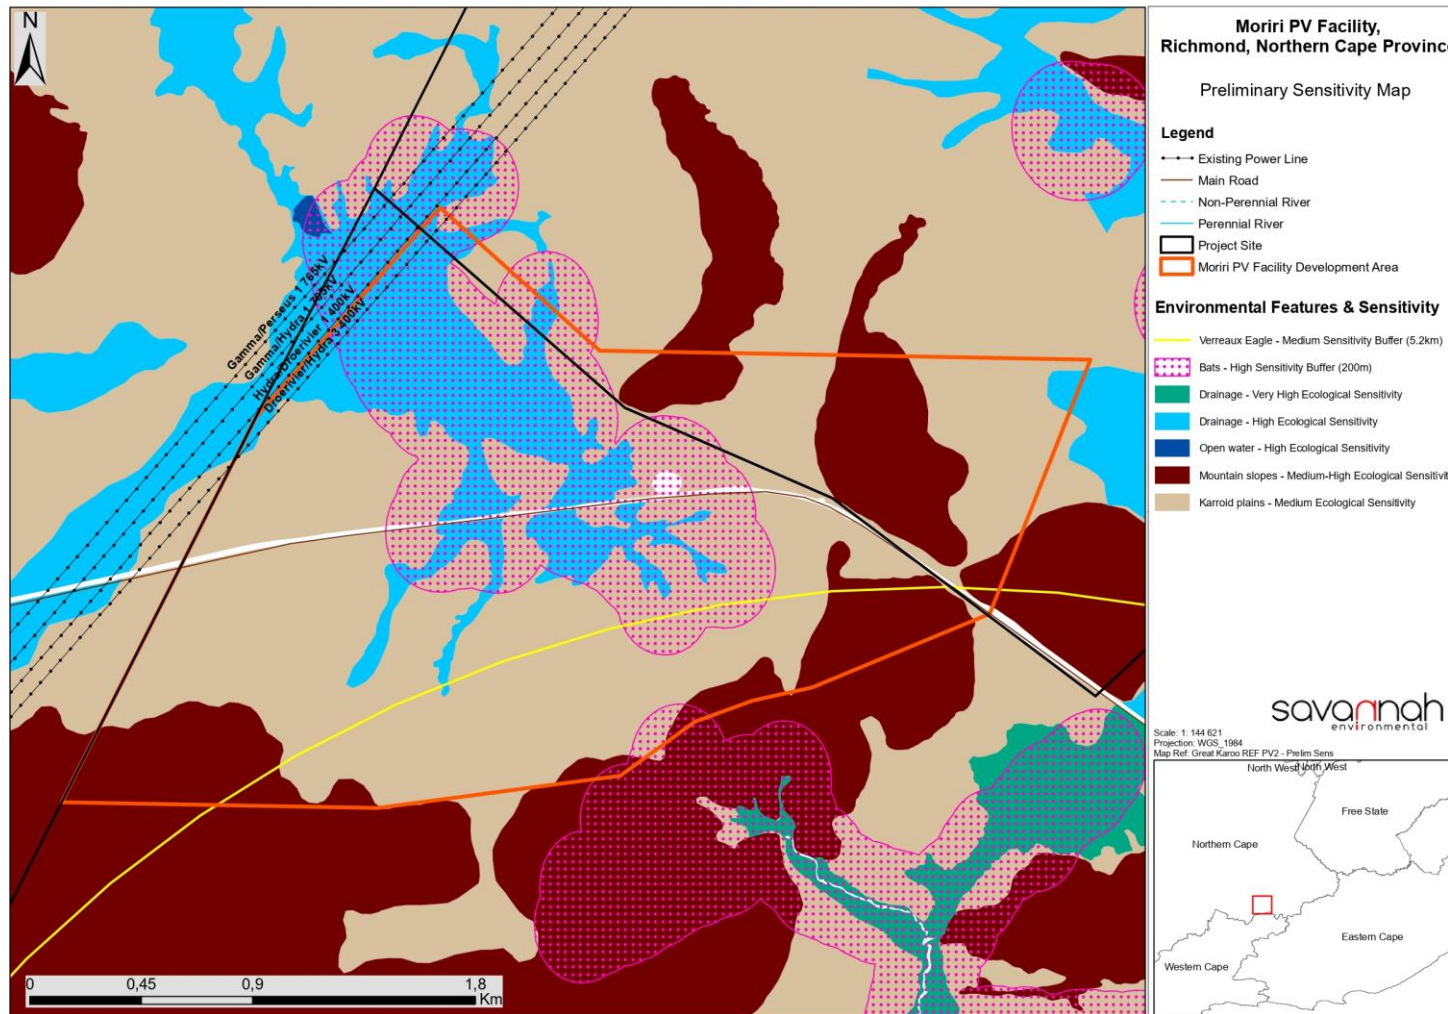 N
Gamma/Perseus 1 765kV
Gamma/Hydra 1 765kV
Hydra/Droerivier 1 400kV
Droerivier/Hydra 3 400kV
0 0,45 0,9 1,8
Km
Moriri PV Facility,
Richmond, Northern Cape Provinc
Preliminary Sensitivity Map
Legend
Existing Power Line
Main Road
Non-Perennial River
Perennial River
Project Site
Moriri PV Facility Development Area
Environmental Features & Sensitivity
Verreaux Eagle - Medium Sensitivity Buffer (5.2km)
Bats - High Sensitivity Buffer (200m)
Drainage - Very High Ecological Sensitivity
Drainage - High Ecological Sensitivity
Open water - High Ecological Sensitivity
Mountain slopes - Medium-High Ecological Sensitivit
Karroid plains - Medium Ecological Sensitivity
savannah
environmental
Scale: 1: 144 621
Projection: WGS_1984
Map Ref: Great Karoo REF PV2 - Prelim Sens
North West North West
Free State
Northern Cape
Eastern Cape
Western Cape